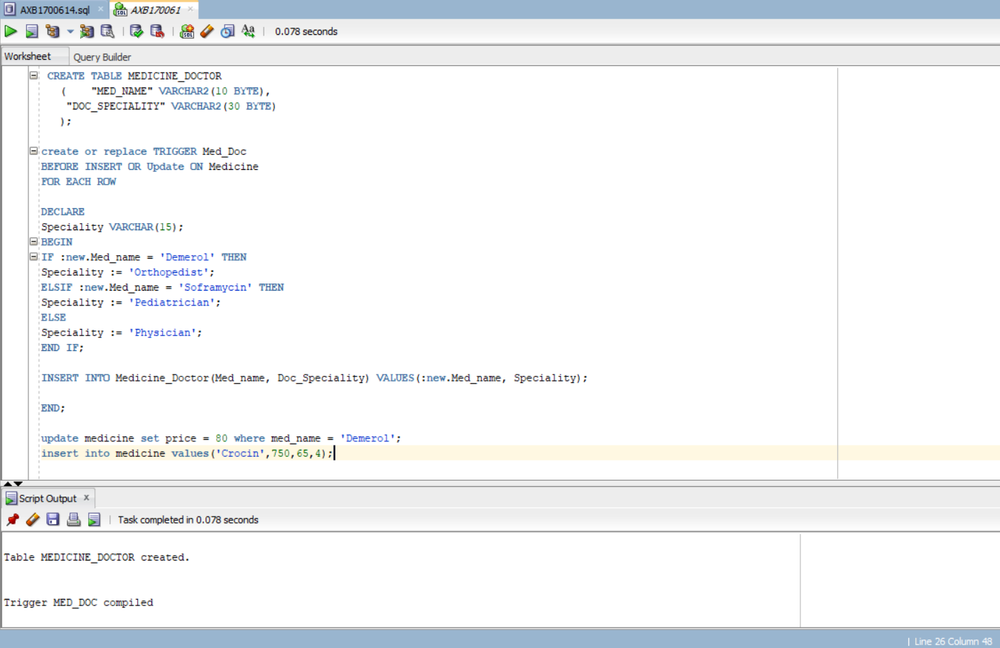 AXB1700614.sql
AXB170061
0.078 seconds
Worksheet Query Builder
CREATE TABLE MEDICINE_DOCTOR
( "MED_NAME" VARCHAR2(10 BYTE),
"DOC_SPECIALITY" VARCHAR2(30 BYTE)
);
create or replace TRIGGER Med_Doc
BEFORE INSERT OR Update ON Medicine
FOR EACH ROW
DECLARE
Speciality VARCHAR(15);
BEGIN
IF :new.Med_name = 'Demerol' THEN
Speciality := 'Orthopedist';
ELSIF :new.Med_name = 'Soframycin' THEN
Speciality := 'Pediatrician';
ELSE
Speciality := 'Physician';
END IF;
INSERT INTO Medicine_Doctor(Med_name, Doc_Speciality) VALUES(:new.Med_name, Speciality);
END;
update medicine set price = 80 where med_name = 'Demerol';
insert into medicine values('Crocin',750,65,4);
Script Output x
Task completed in 0.078 seconds
Table MEDICINE_DOCTOR created.
Trigger MED_DOC compiled
| Line 26 Column 48